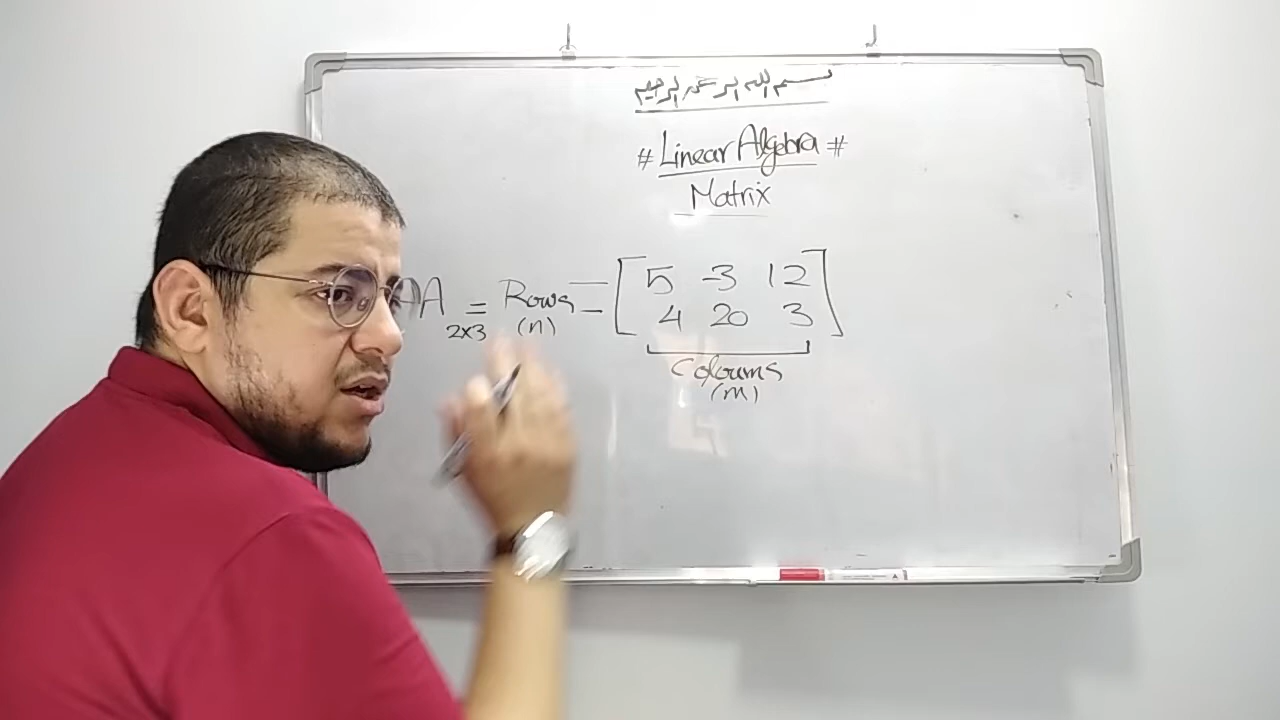 بسم الله الرحمن الرحيم
# Linear Algebra #
Matrix
A = Rows = [ 5 -3 12
2x3 (n) 4 20 3 ]
Coloums
(m)